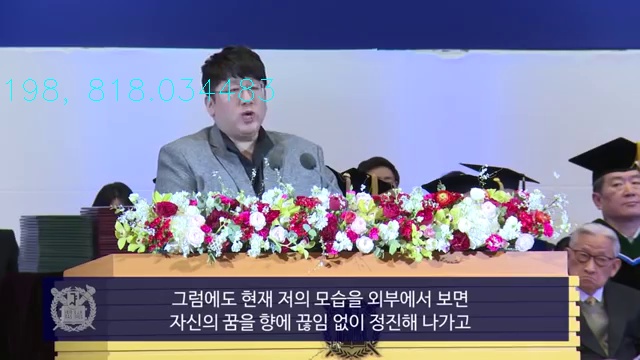 198, 818.034483
그럼에도 현재 저의 모습을 외부에서 보면
자신의 꿈을 향에 끊임 없이 정진해 나가고